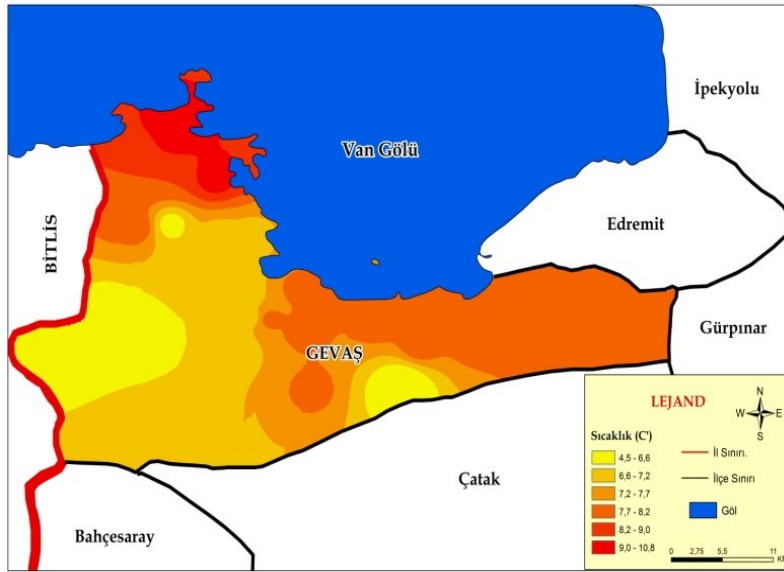 İpekyolu
Van Gölü
Edremit
BİTLİS
Gürpınar
GEVAŞ
Çatak
Bahçesaray
LEJAND
N
W E
S
Sıcaklık (C')
4,5 - 6,6
6,6 - 7,2
7,2 - 7,7
7,7 - 8,2
8,2 - 9,0
9,0 - 10,8
İl Sınırı.
İlçe Sınırı
Göl
0 2,75 5,5 11